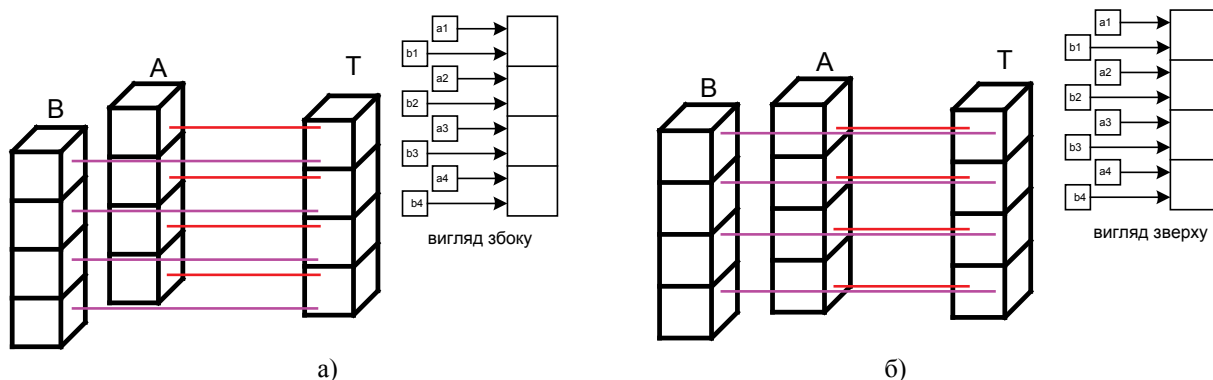 B
A
T
a1
b1
a2
b2
a3
b3
a4
b4
вигляд збоку
а)
B
A
T
a1
b1
a2
b2
a3
b3
a4
b4
вигляд зверху
б)